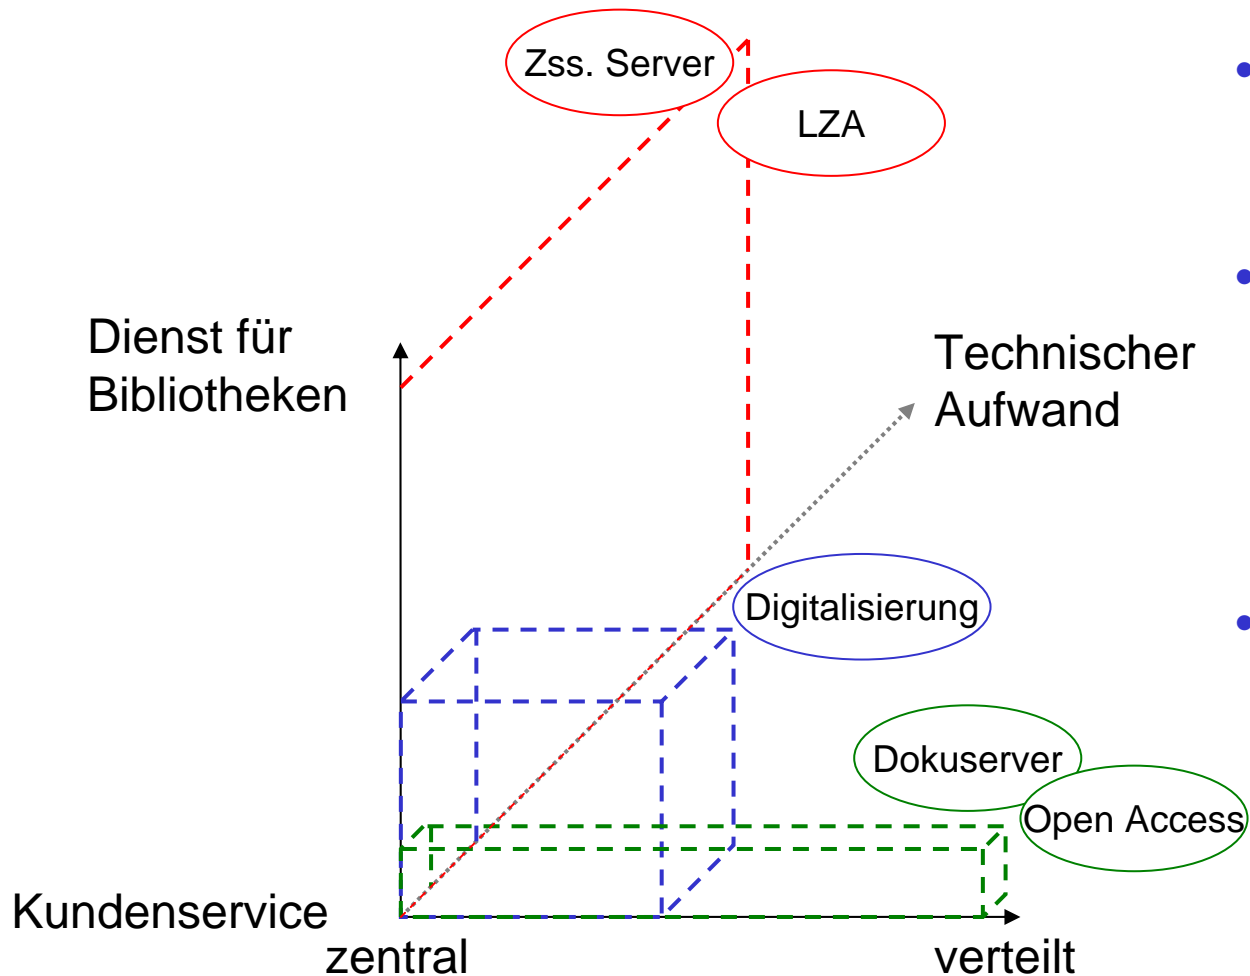 Zss. Server
LZA
Dienst für
Bibliotheken
Technischer
Aufwand
Digitalisierung
Dokuserver
Open Access
Kundenservice
zentral
verteilt